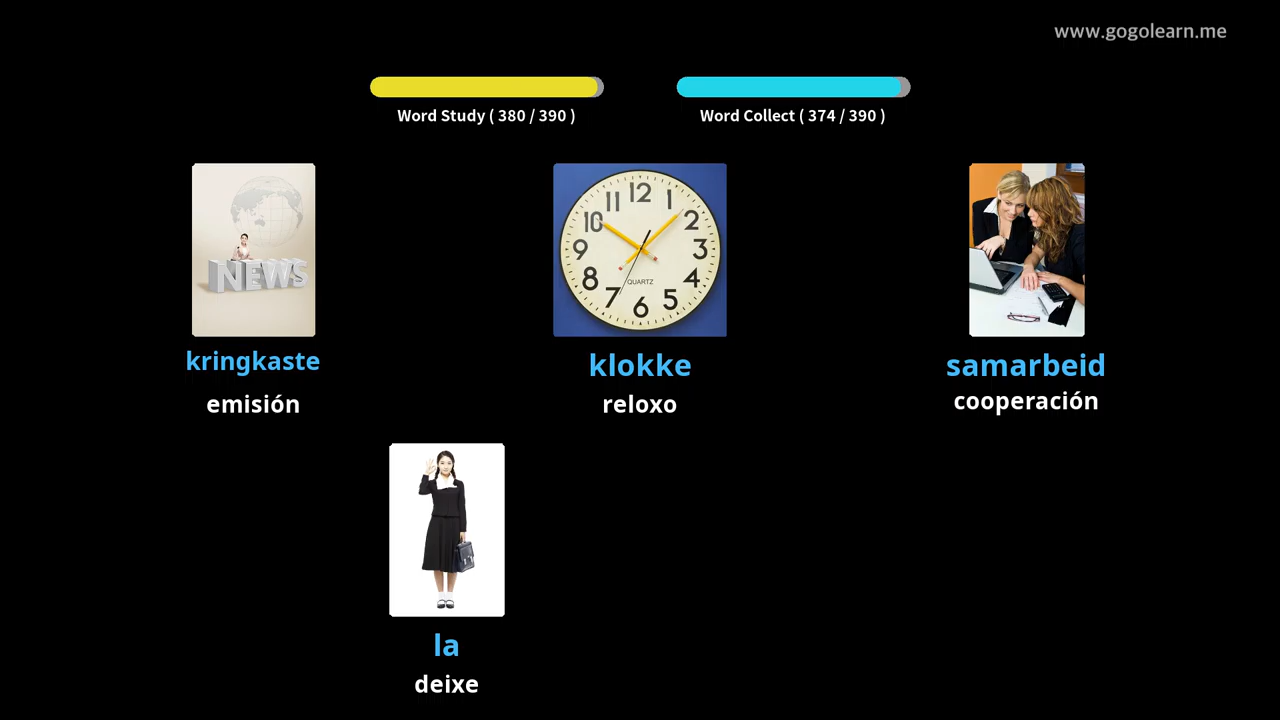 www.gogolearn.me
Word Study ( 380 / 390 )
Word Collect ( 374 / 390 )
NEWS
12
1
2
3
4
5
6
7
8
9
10
11
QUARTZ
kringkaste
emisión
klokke
reloxo
samarbeid
cooperación
la
deixe